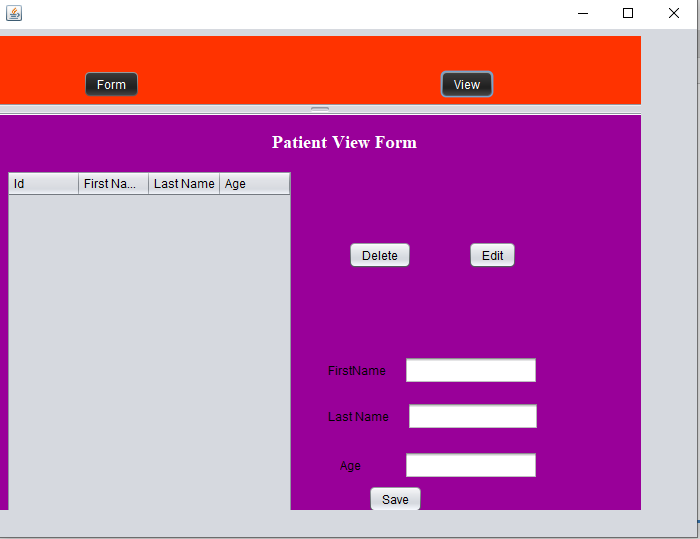 Form View
Patient View Form
Id First Na... Last Name Age
Delete Edit
FirstName
Last Name
Age
Save